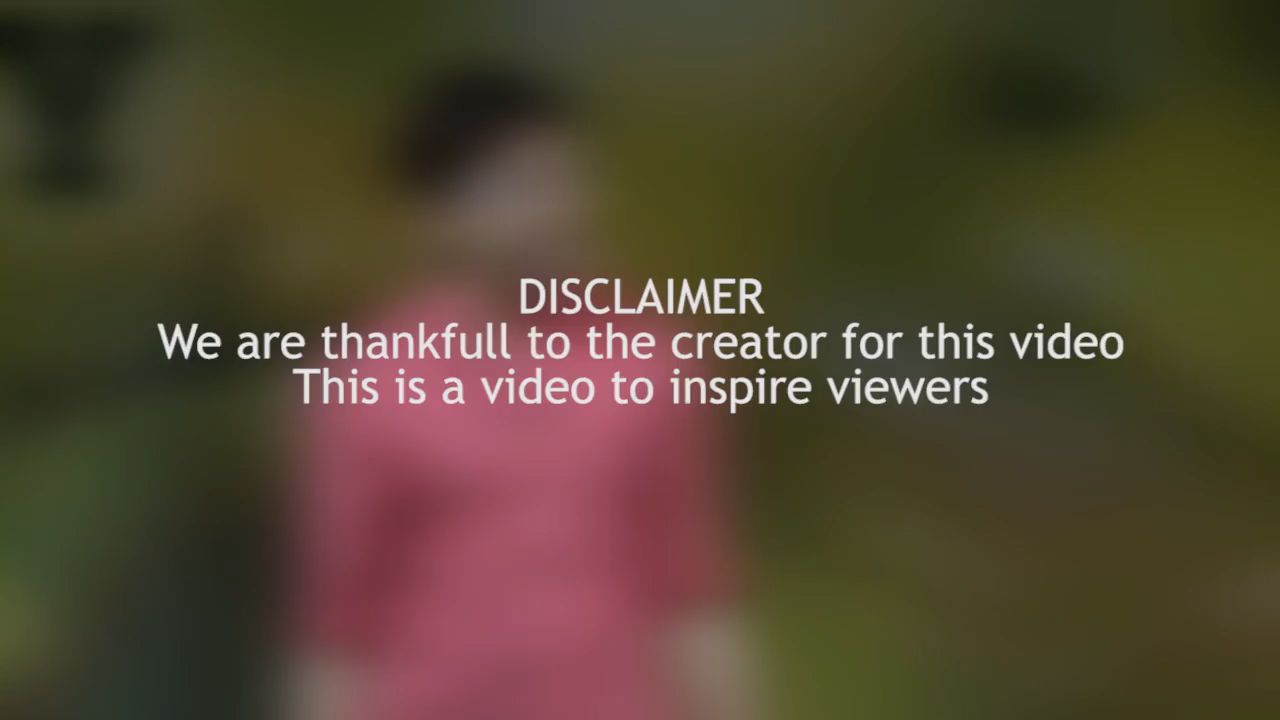 DISCLAIMER
We are thankfull to the creator for this video
This is a video to inspire viewers